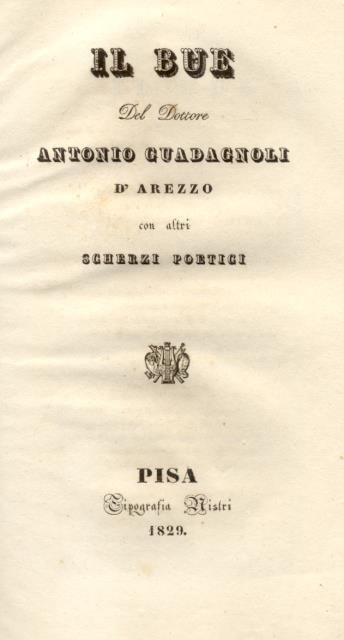 IL BUE
Del Dottore
ANTONIO GUADAGNOLI
D' AREZZO
con altri
SCHERZI POETICI
PISA
Tipografia Nistri
1829.